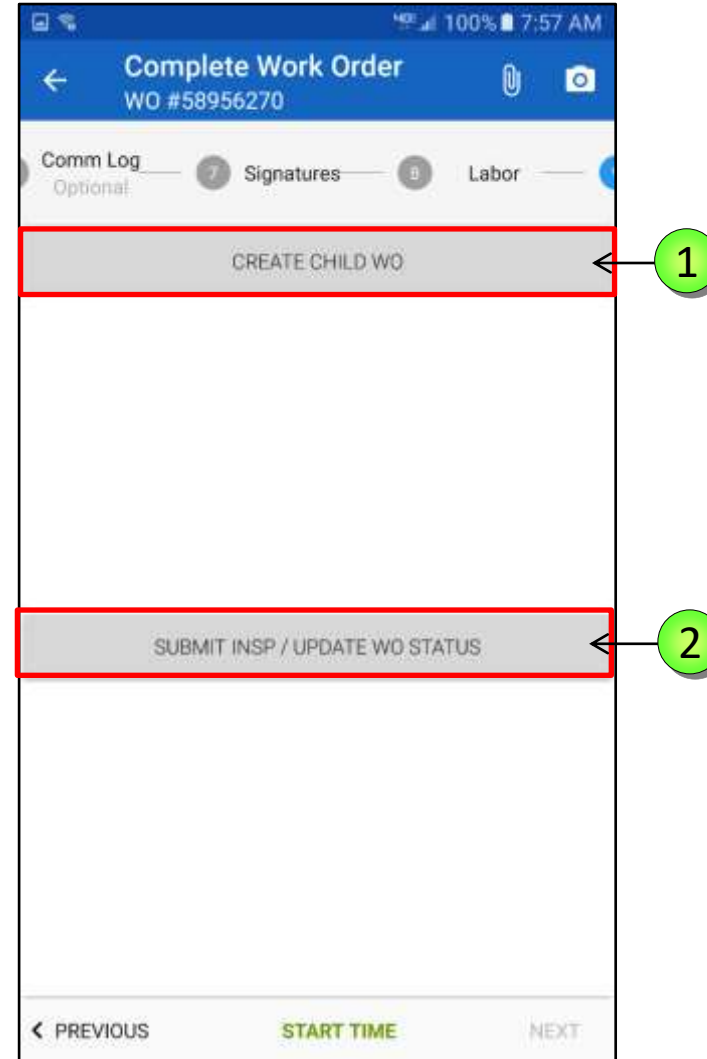 100% 7:57 AM
Complete Work Order
WO #58956270
Comm Log
Optional
7 Signatures 8 Labor
CREATE CHILD WO
1
SUBMIT INSP / UPDATE WO STATUS
2
PREVIOUS START TIME NEXT